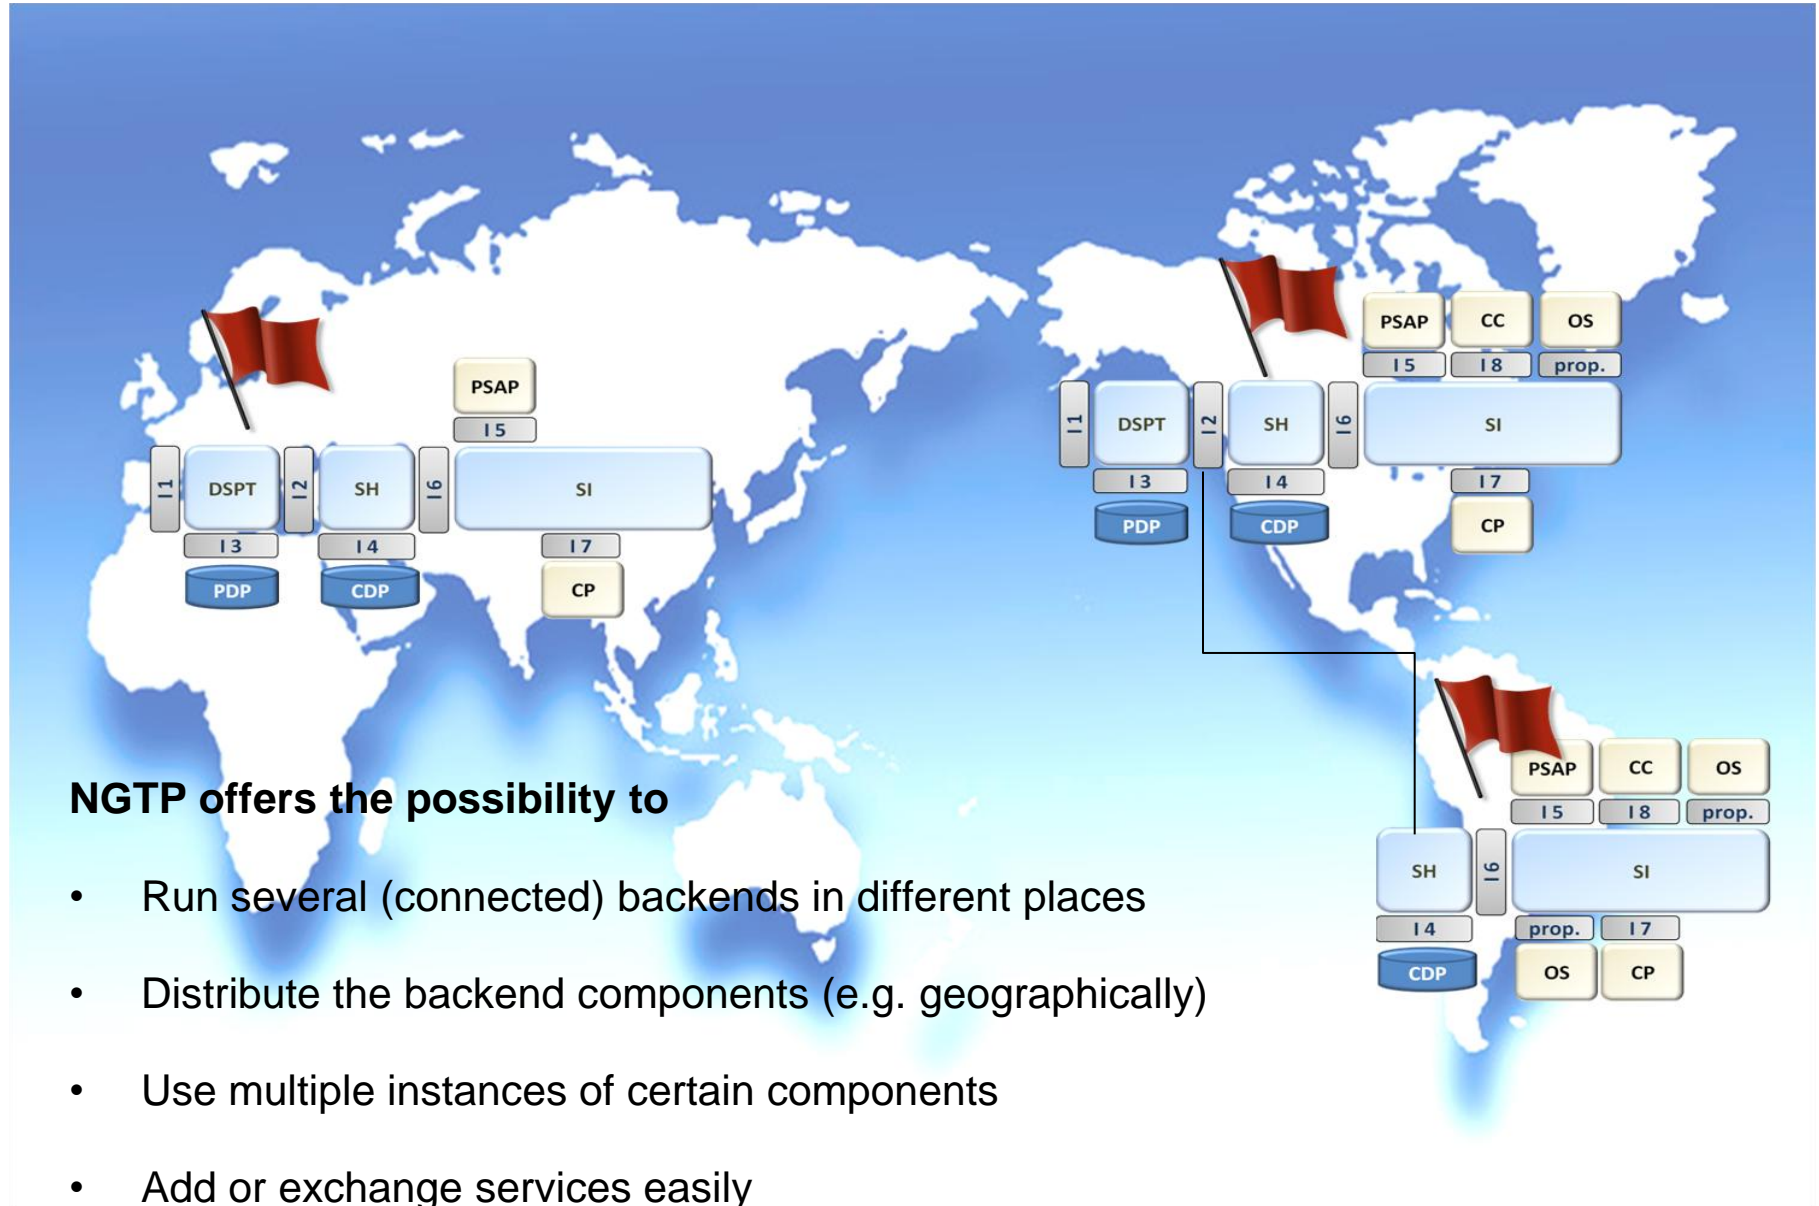 PSAP CC OS
I5 I8 prop.
I1 DSPT I2 SH I6 SI
I3 I4 I7
PDP CDP CP
PSAP
I5
I1 DSPT I2 SH I6 SI
I3 I4 I7
PDP CDP CP
PSAP CC OS
I5 I8 prop.
SH I6 SI
I4 prop. I7
CDP OS CP
NGTP offers the possibility to
• Run several (connected) backends in different places
• Distribute the backend components (e.g. geographically)
• Use multiple instances of certain components
• Add or exchange services easily